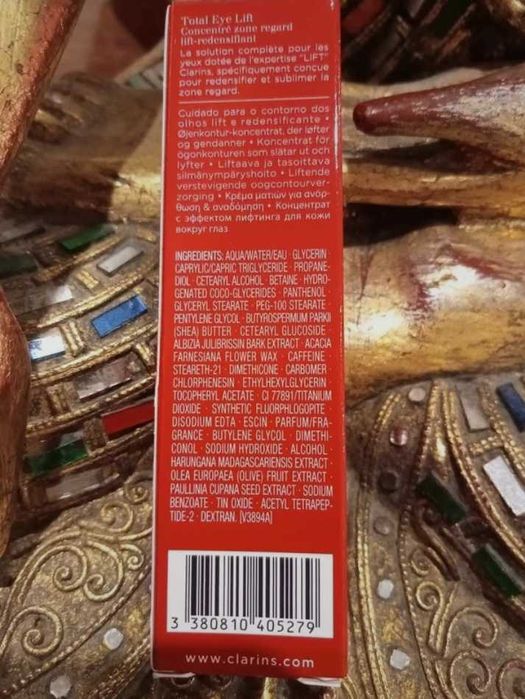 Total Eye Lift
Concentré zone regard
lift-redensifiant
La solution complète pour les
yeux dotée de l'expertise "LIFT"
Clarins, spécifiquement conçue
pour redensifier et sublimer la
zone regard.
Cuidado para o contorno dos
olhos lift e redensificante •
Øjenkontur-koncentrat, der løfter
og gendanner • Koncentrat för
ögonkonturen som slätar ut och
lyfter • Liftaava ja tasoittava
silmänympäryshoito • Liftende
verstevigende oogcontourver-
zorging • Κρέμα ματιών για ανόρ-
θωση & αναδόμηση • Концентрат
с эффектом лифтинга для кожи
вокруг глаз
INGREDIENTS: AQUA/WATER/EAU · GLYCERIN ·
CAPRYLIC/CAPRIC TRIGLYCERIDE · PROPANE-
DIOL · CETEARYL ALCOHOL · BETAINE · HYDRO-
GENATED COCO-GLYCERIDES · PANTHENOL ·
GLYCERYL STEARATE · PEG-100 STEARATE ·
PENTYLENE GLYCOL · BUTYROSPERMUM PARKII
(SHEA) BUTTER · CETEARYL GLUCOSIDE ·
ALBIZIA JULIBRISSIN BARK EXTRACT · ACACIA
FARNESIANA FLOWER WAX · CAFFEINE ·
STEARETH-21 · DIMETHICONE · CARBOMER ·
CHLORPHENESIN · ETHYLHEXYLGLYCERIN ·
TOCOPHERYL ACETATE · CI 77891/TITANIUM
DIOXIDE · SYNTHETIC FLUORPHLOGOPITE ·
DISODIUM EDTA · ESCIN · PARFUM/FRA-
GRANCE · BUTYLENE GLYCOL · DIMETHI-
CONOL · SODIUM HYDROXIDE · ALCOHOL ·
HARUNGANA MADAGASCARIENSIS EXTRACT ·
OLEA EUROPAEA (OLIVE) FRUIT EXTRACT ·
PAULLINIA CUPANA SEED EXTRACT · SODIUM
BENZOATE · TIN OXIDE · ACETYL TETRAPEP-
TIDE-2 · DEXTRAN. [V3894A]
3 380810 405279
www.clarins.com